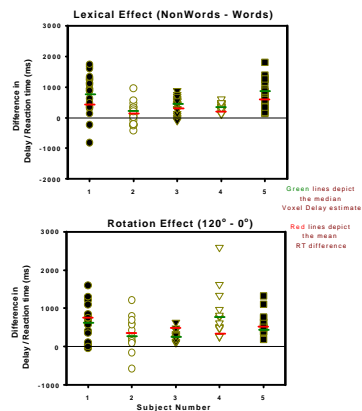 Lexical Effect (NonWords - Words)
Difference in
Delay / Reaction time (ms)
3000
2000
1000
0
-1000
-2000
1 2 3 4 5
Green lines depict
the median
Voxel Delay estimate
Red lines depict
the mean
RT difference
Rotation Effect (120° - 0°)
Difference in
Delay / Reaction time (ms)
3000
2000
1000
0
-1000
1 2 3 4 5
Subject Number